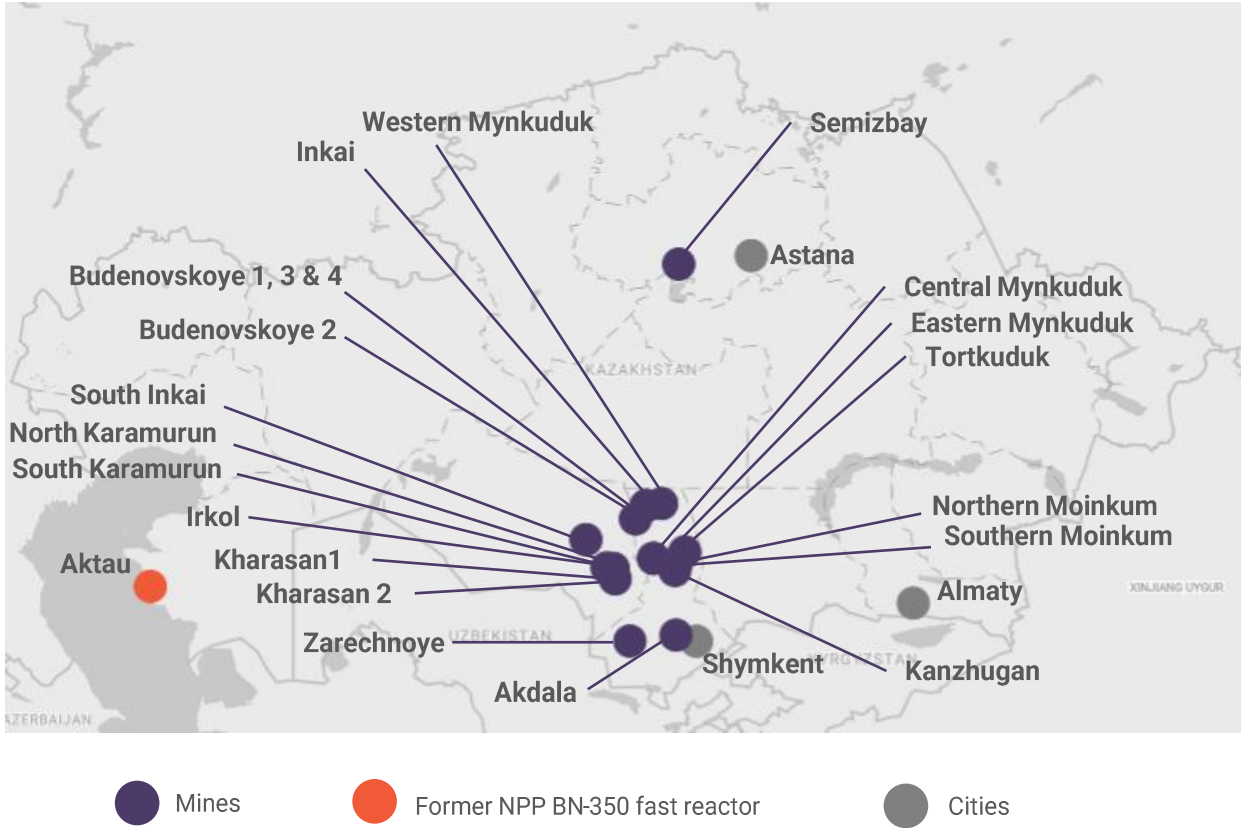 Western Mynkuduk
Semizbay
Inkai
Astana
Budenovskoye 1, 3 & 4
Central Mynkuduk
Budenovskoye 2
Eastern Mynkuduk
Tortkuduk
KAZAKHSTAN
South Inkai
North Karamurun
South Karamurun
Northern Moinkum
Irkol
Southern Moinkum
Kharasan1
Aktau
XINJIANG UYGUR
Kharasan 2
Almaty
Zarechnoye
UZBEKISTAN
Shymkent
KYRGYZSTAN
Kanzhugan
Akdala
AZERBAIJAN
Mines
Former NPP BN-350 fast reactor
Cities